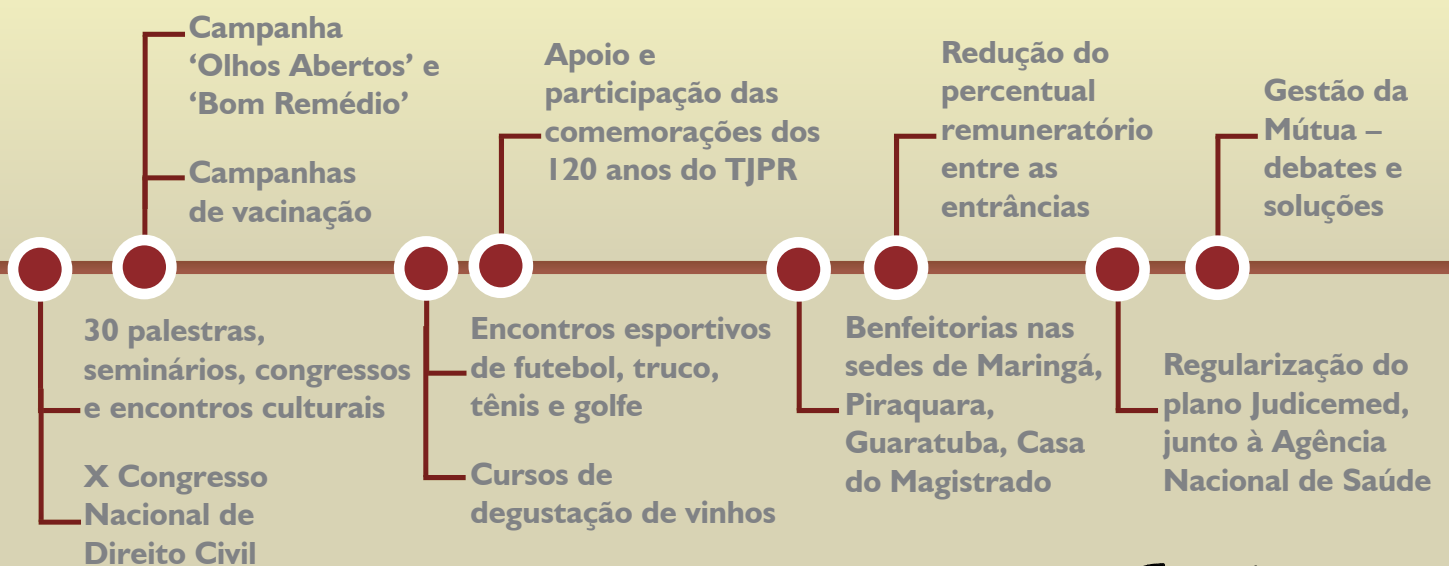 Campanha
‘Olhos Abertos’ e
‘Bom Remédio’
Campanhas
de vacinação
Apoio e
participação das
comemorações dos
120 anos do TJPR
Redução do
percentual
remuneratório
entre as
entrâncias
Gestão da
Mútua –
debates e
soluções
30 palestras,
seminários, congressos
e encontros culturais
X Congresso
Nacional de
Direito Civil
Encontros esportivos
de futebol, truco,
tênis e golfe
Cursos de
degustação de vinhos
Benfeitorias nas
sedes de Maringá,
Piraquara,
Guaratuba, Casa
do Magistrado
Regularização do
plano Judicemed,
junto à Agência
Nacional de Saúde